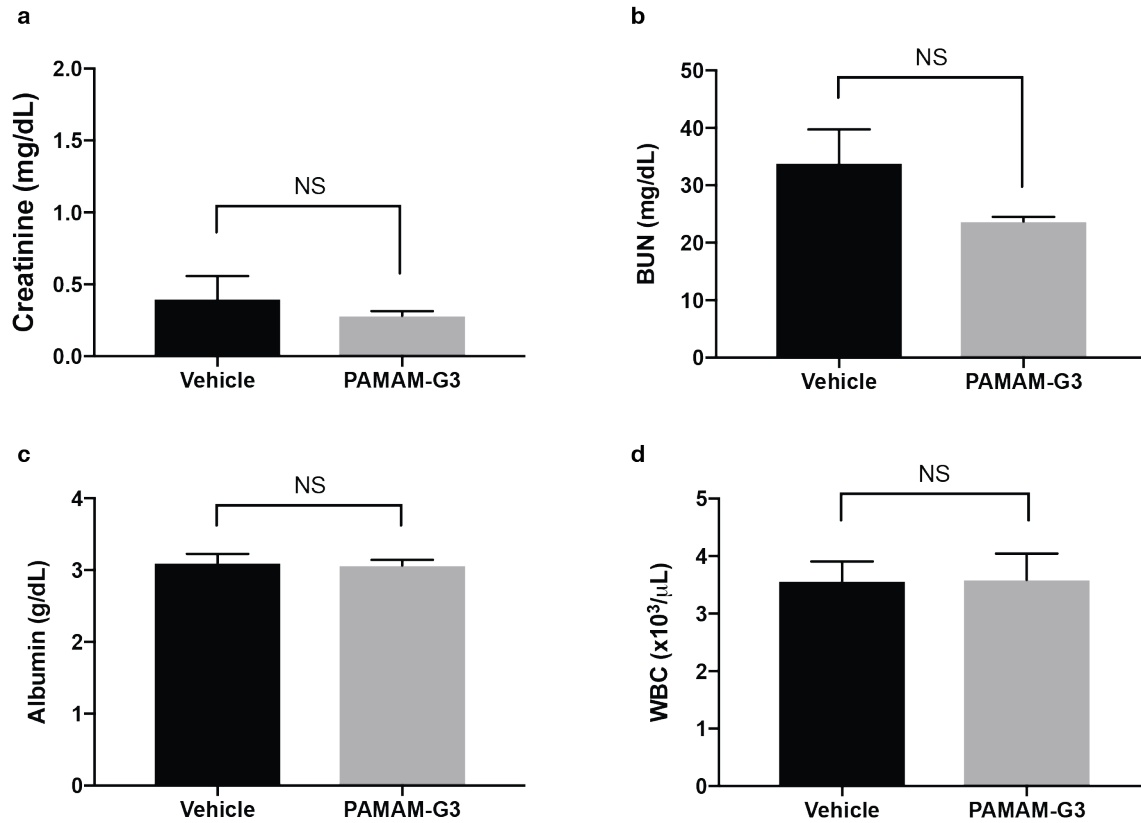 a
2.0
1.5
1.0
0.5
0.0
Creatinine (mg/dL)
NS
Vehicle PAMAM-G3
b
50
40
30
20
10
0
BUN (mg/dL)
NS
Vehicle PAMAM-G3
c
4
3
2
1
0
Albumin (g/dL)
NS
Vehicle PAMAM-G3
d
5
4
3
2
1
0
WBC (x10³/µL)
NS
Vehicle PAMAM-G3